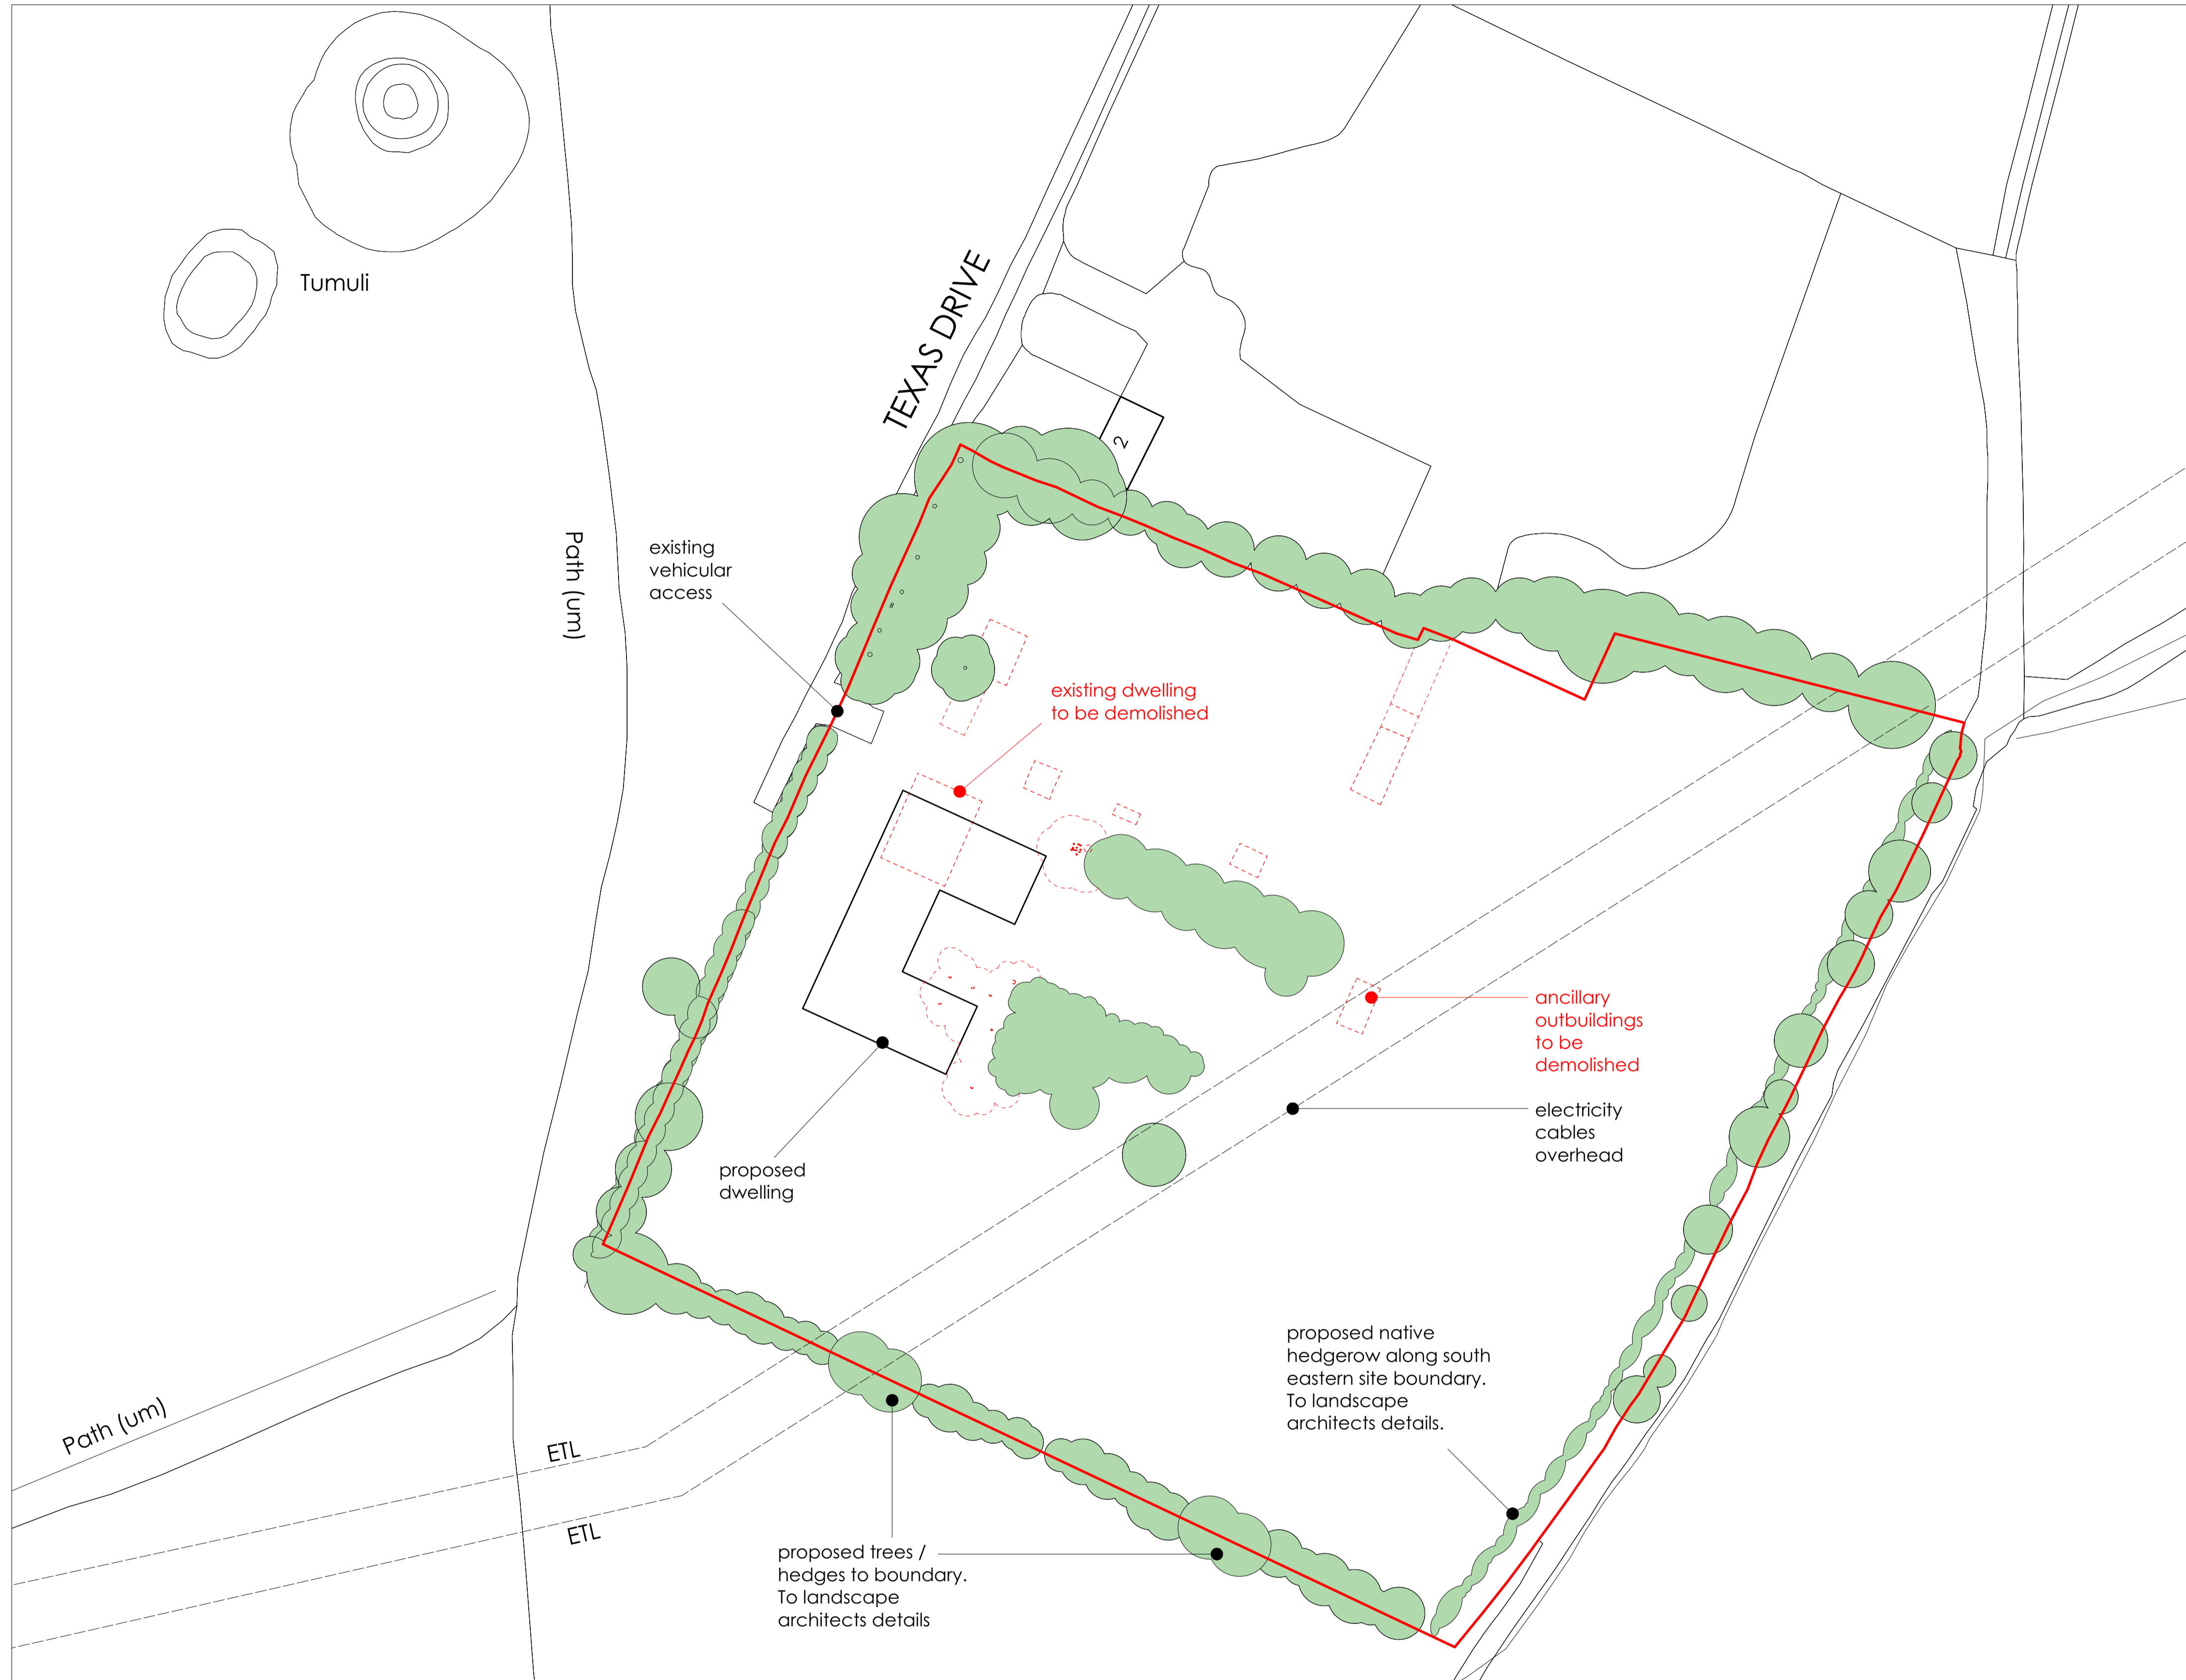 Tumuli
TEXAS DRIVE
2
Path (um)
existing
vehicular
access
existing dwelling
to be demolished
ancillary
outbuildings
to be
demolished
electricity
cables
overhead
proposed
dwelling
proposed native
hedgerow along south
eastern site boundary.
To landscape
architects details.
Path (um)
ETL
ETL
proposed trees /
hedges to boundary.
To landscape
architects details